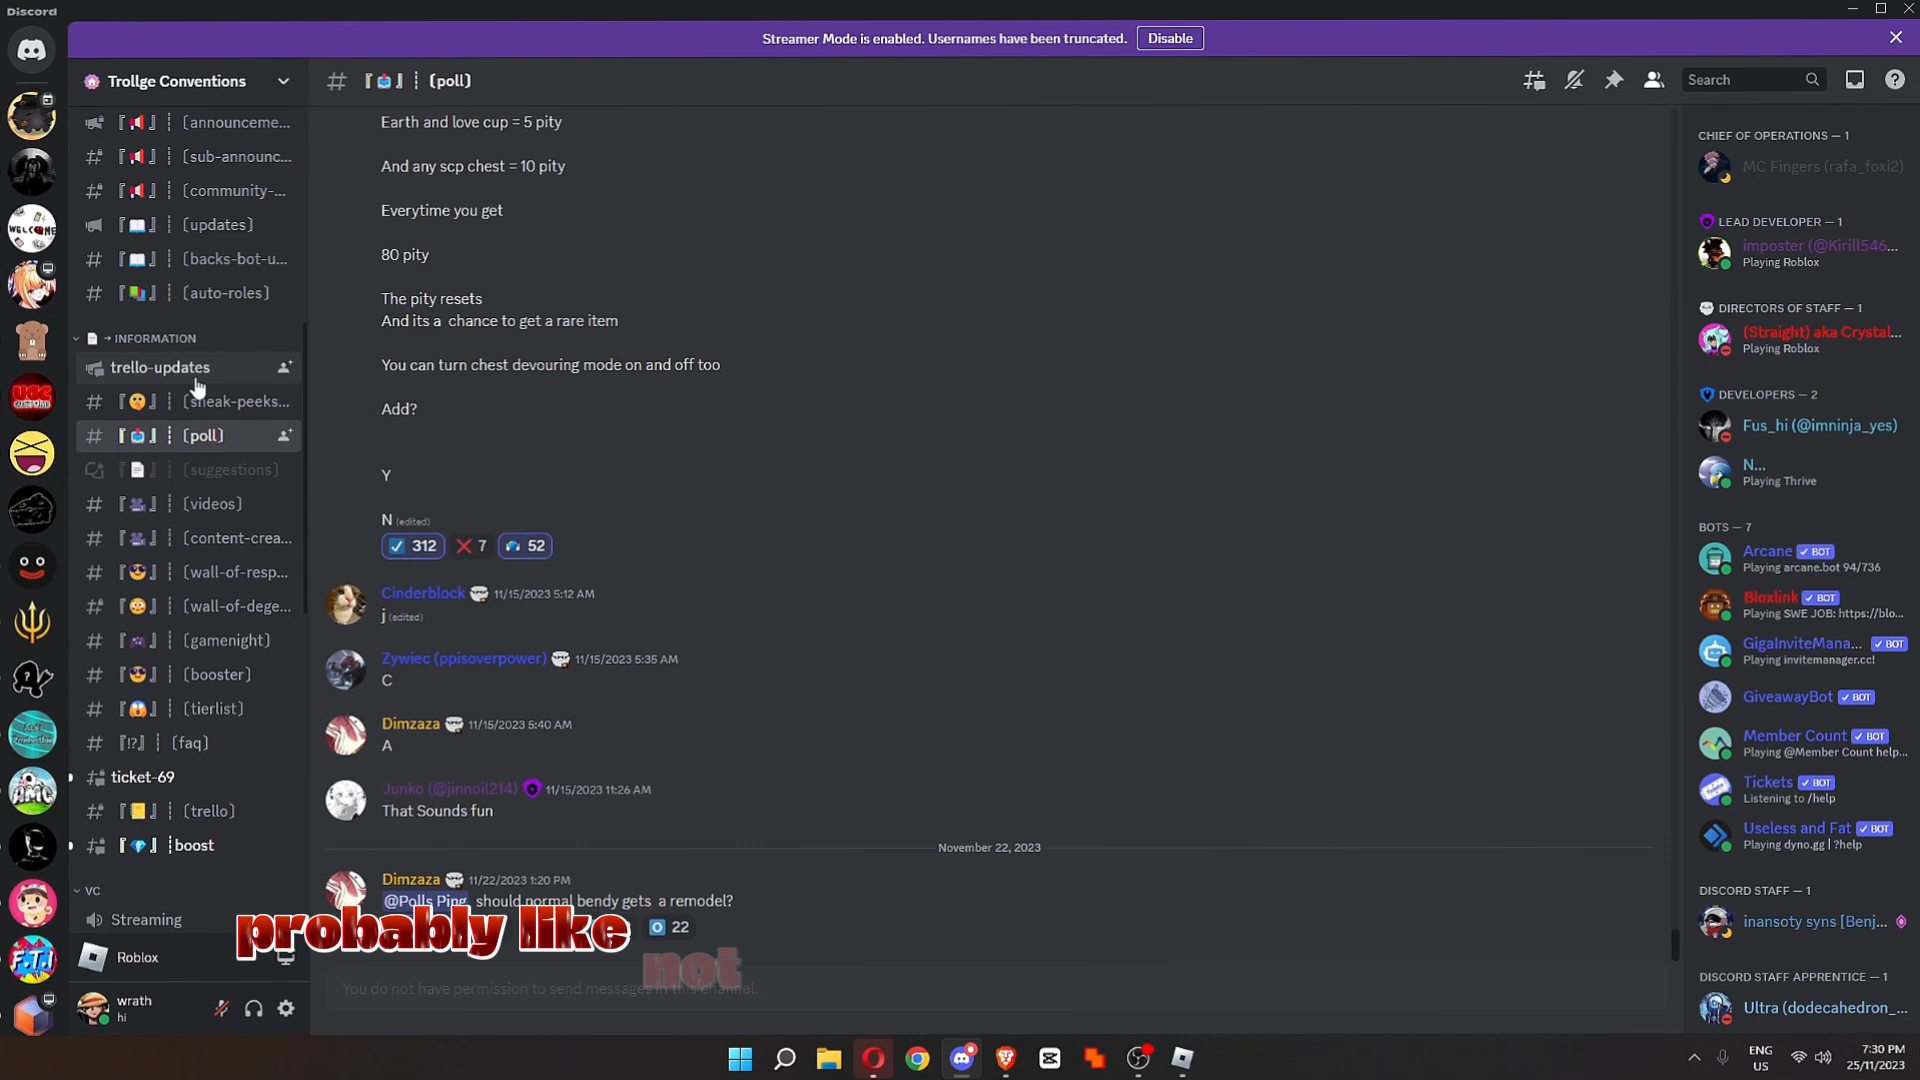 Discord
Streamer Mode is enabled. Usernames have been truncated. Disable
Trollge Conventions
『📩』┊ (poll)
Search
『📢』┊ (announceme...
『📢』┊ (sub-announc...
『📢』┊ (community-...
『📖』┊ (updates)
『📖』┊ (backs-bot-u...
『📗』┊ (auto-roles)
→ INFORMATION
trello-updates
『🤫』┊ (sneak-peeks...
『📩』┊ (poll)
『📄』┊ (suggestions)
『🎥』┊ (videos)
『🎥』┊ (content-crea...
『😎』┊ (wall-of-resp...
『😳』┊ (wall-of-dege...
『🎮』┊ (gamenight)
『😎』┊ (booster)
『😱』┊ (tierlist)
『⁉』┊ (faq)
ticket-69
『📒』┊ (trello)
『💎』┊boost
VC
Streaming
Roblox
wrath
hi
Earth and love cup = 5 pity
And any scp chest = 10 pity
Everytime you get
80 pity
The pity resets
And its a chance to get a rare item
You can turn chest devouring mode on and off too
Add?
Y
N (edited)
312 7 52
Cinderblock 11/15/2023 5:12 AM
j (edited)
Zywiec (ppisoverpower) 11/15/2023 5:35 AM
C
Dimzaza 11/15/2023 5:40 AM
A
Junko (@jinnoil214) 11/15/2023 11:26 AM
That Sounds fun
November 22, 2023
Dimzaza 11/22/2023 1:20 PM
@Polls Ping should normal bendy gets a remodel?
22
probably like
not
You do not have permission to send messages in this channel.
CHIEF OF OPERATIONS — 1
MC Fingers (rafa_foxi2)
LEAD DEVELOPER — 1
imposter (@Kirill546...
Playing Roblox
DIRECTORS OF STAFF — 1
(Straight) aka Crystal...
Playing Roblox
DEVELOPERS — 2
Fus_hi (@imninja_yes)
N...
Playing Thrive
BOTS — 7
Arcane ✓ BOT
Playing arcane.bot 94/736
Bloxlink ✓ BOT
Playing SWE JOB: https://blo...
GigaInviteMana... ✓ BOT
Playing invitemanager.cc!
GiveawayBot ✓ BOT
Member Count ✓ BOT
Playing @Member Count help...
Tickets ✓ BOT
Listening to /help
Useless and Fat ✓ BOT
Playing dyno.gg | ?help
DISCORD STAFF — 1
inansoty syns [Benj...
DISCORD STAFF APPRENTICE — 1
Ultra (dodecahedron_...
WELCOME
UGC
AMC
F.T.I
ENG
US
7:30 PM
25/11/2023